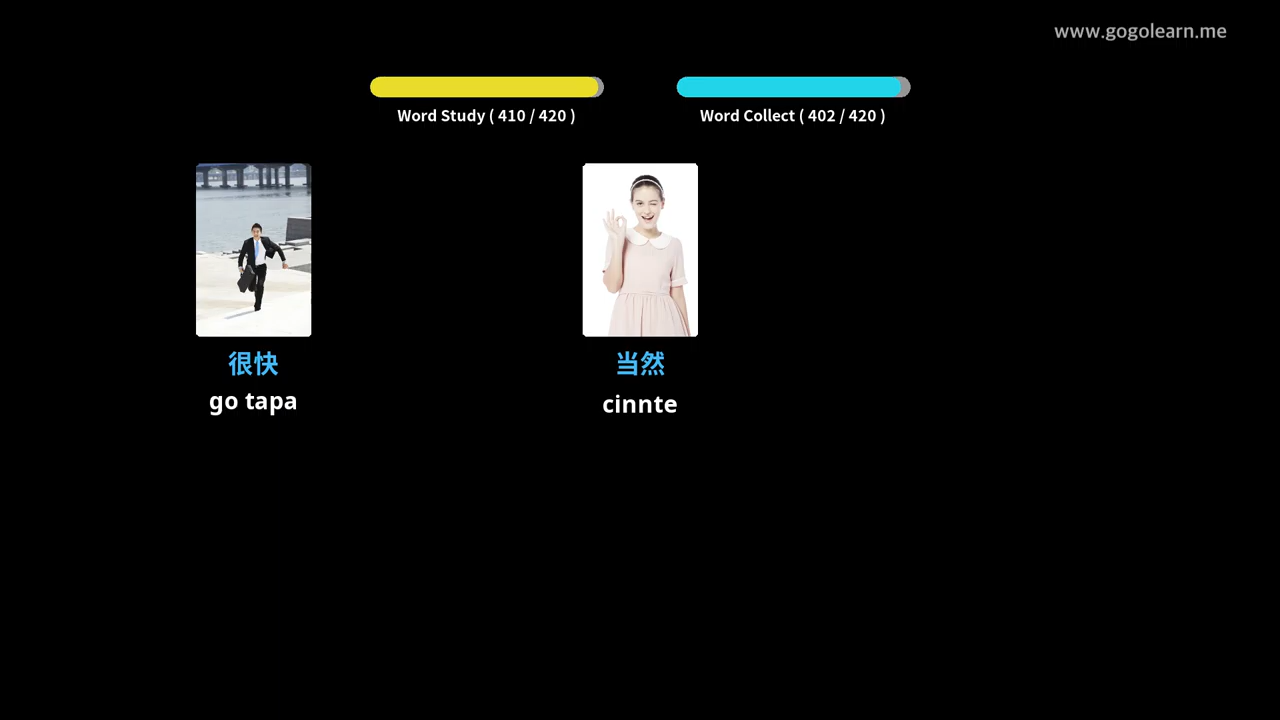 www.gogolearn.me
Word Study ( 410 / 420 )
Word Collect ( 402 / 420 )
很快
go tapa
当然
cinnte